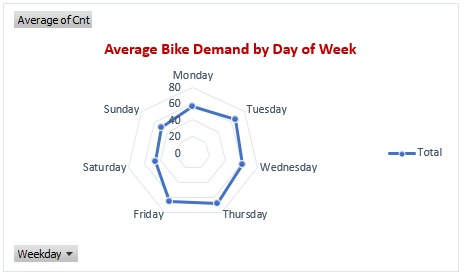 Average of Cnt
Average Bike Demand by Day of Week
Monday
80
60
40
20
0
Tuesday
Wednesday
Thursday
Friday
Saturday
Sunday
Total
Weekday